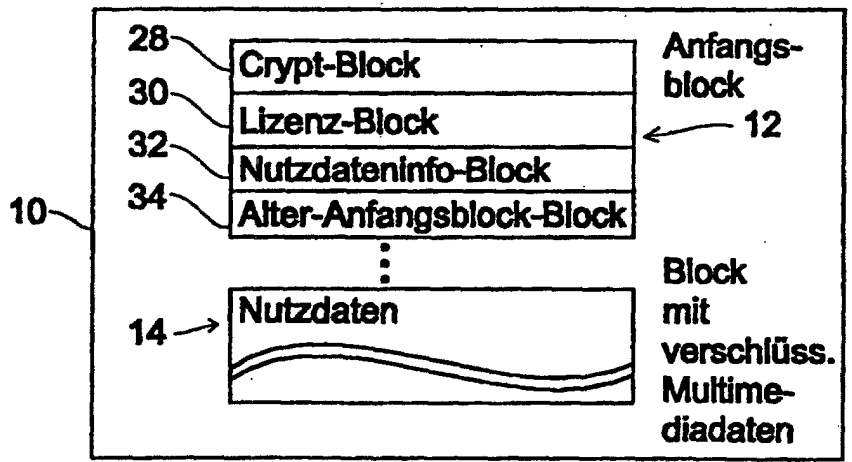 28
Crypt-Block
Anfangs-
block
30
Lizenz-Block
12
32
Nutzdateninfo-Block
34
Alter-Anfangsblock-Block
10
14
Nutzdaten
Block
mit
verschlüss.
Multime-
diadaten